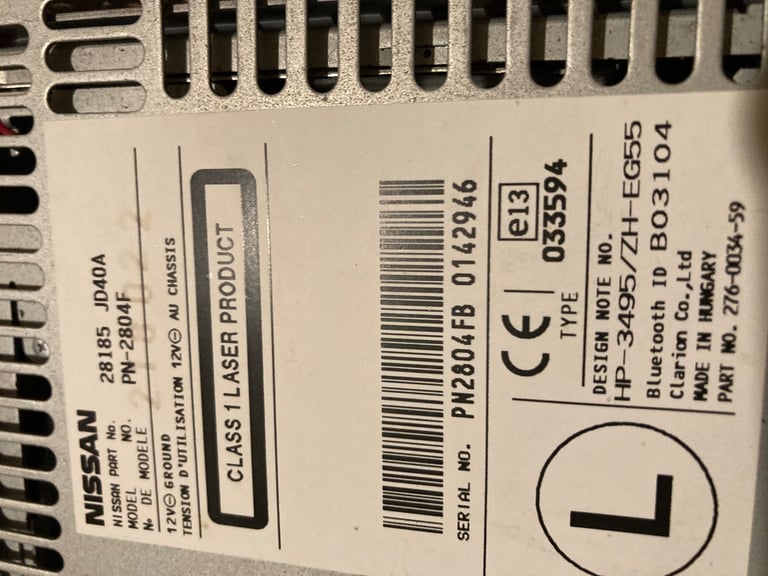 NISSAN
NISSAN PART No. 28185 JD40A
MODEL NO. PN-2804F
No. DE MODELE
12V⊖ GROUND
TENSION D'UTILISATION 12V⊖ AU CHASSIS
CLASS 1 LASER PRODUCT
SERIAL NO. PN2804FB 0142946
CE e13
TYPE 033594
DESIGN NOTE NO.
HP-3495/ZH-EG55
Bluetooth ID B03104
Clarion Co.,Ltd
MADE IN HUNGARY
PART NO. 276-0034-59
L